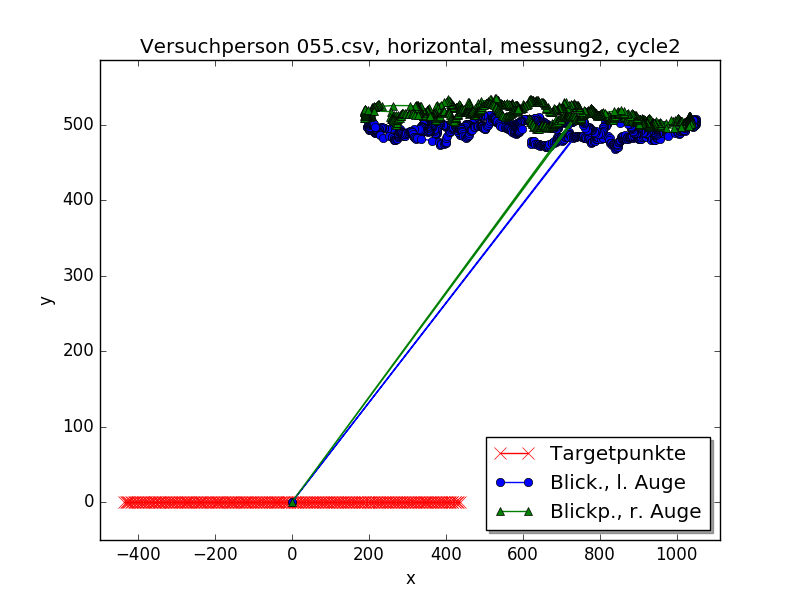 Versuchperson 055.csv, horizontal, messung2, cycle2
y
500
400
300
200
100
0
−400 −200 0 200 400 600 800 1000
x
Targetpunkte
Blick., l. Auge
Blickp., r. Auge